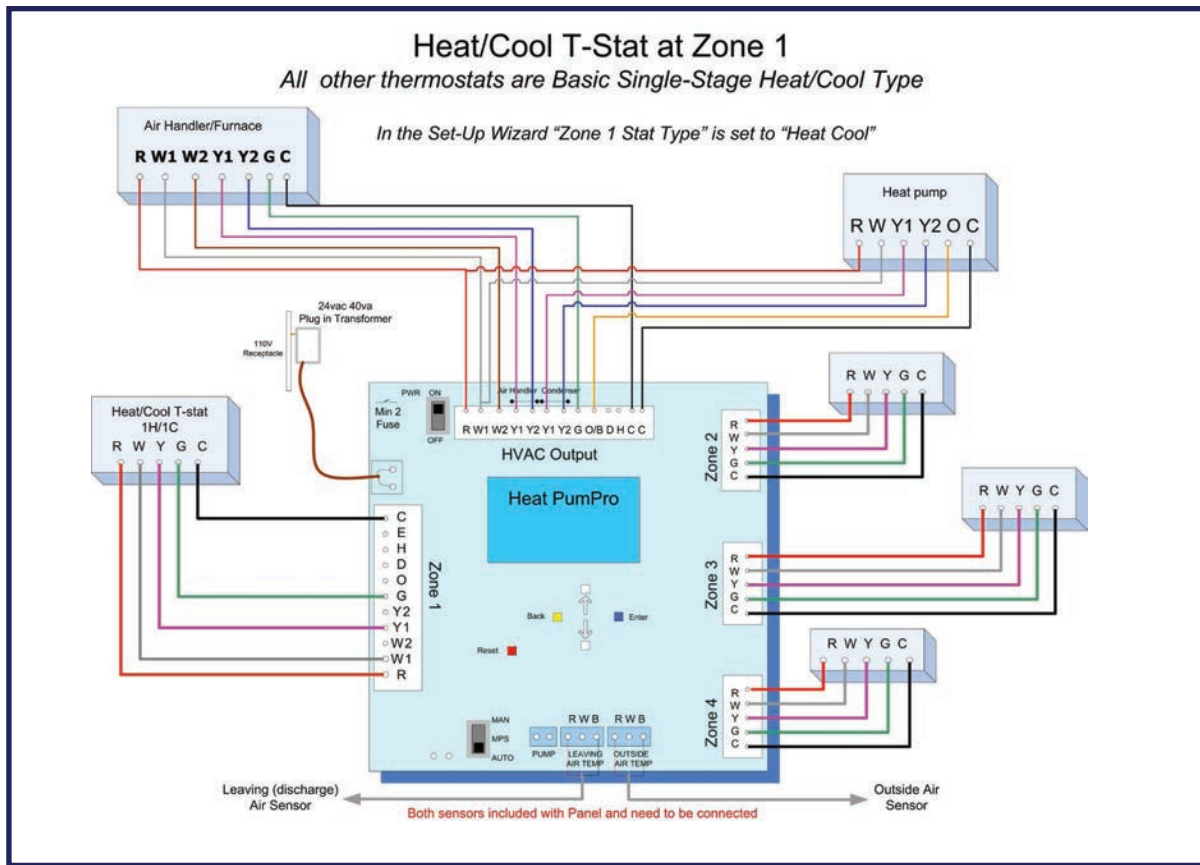 Heat/Cool T-Stat at Zone 1
All other thermostats are Basic Single-Stage Heat/Cool Type
In the Set-Up Wizard “Zone 1 Stat Type” is set to “Heat Cool”
Air Handler/Furnace
R W1 W2 Y1 Y2 G C
Heat pump
R W Y1 Y2 O C
24vac 40va
Plug in Transformer
110V
Receptacle
Heat/Cool T-stat
1H/1C
R W Y G C
PWR ON
OFF
Min 2
Fuse
Air Handler Condenser
R W1 W2 Y1 Y2 Y1 Y2 G O/B D H C C
HVAC Output
Heat PumPro
Back
Enter
Reset
Zone 1
C
E
H
D
O
G
Y2
Y1
W2
W1
R
R W Y G C
Zone 2
R
W
Y
G
C
R W Y G C
Zone 3
R
W
Y
G
C
R W Y G C
Zone 4
R
W
Y
G
C
MAN
MPS
AUTO
PUMP
R W B
LEAVING
AIR TEMP
R W B
OUTSIDE
AIR TEMP
Leaving (discharge)
Air Sensor
Both sensors included with Panel and need to be connected
Outside Air
Sensor